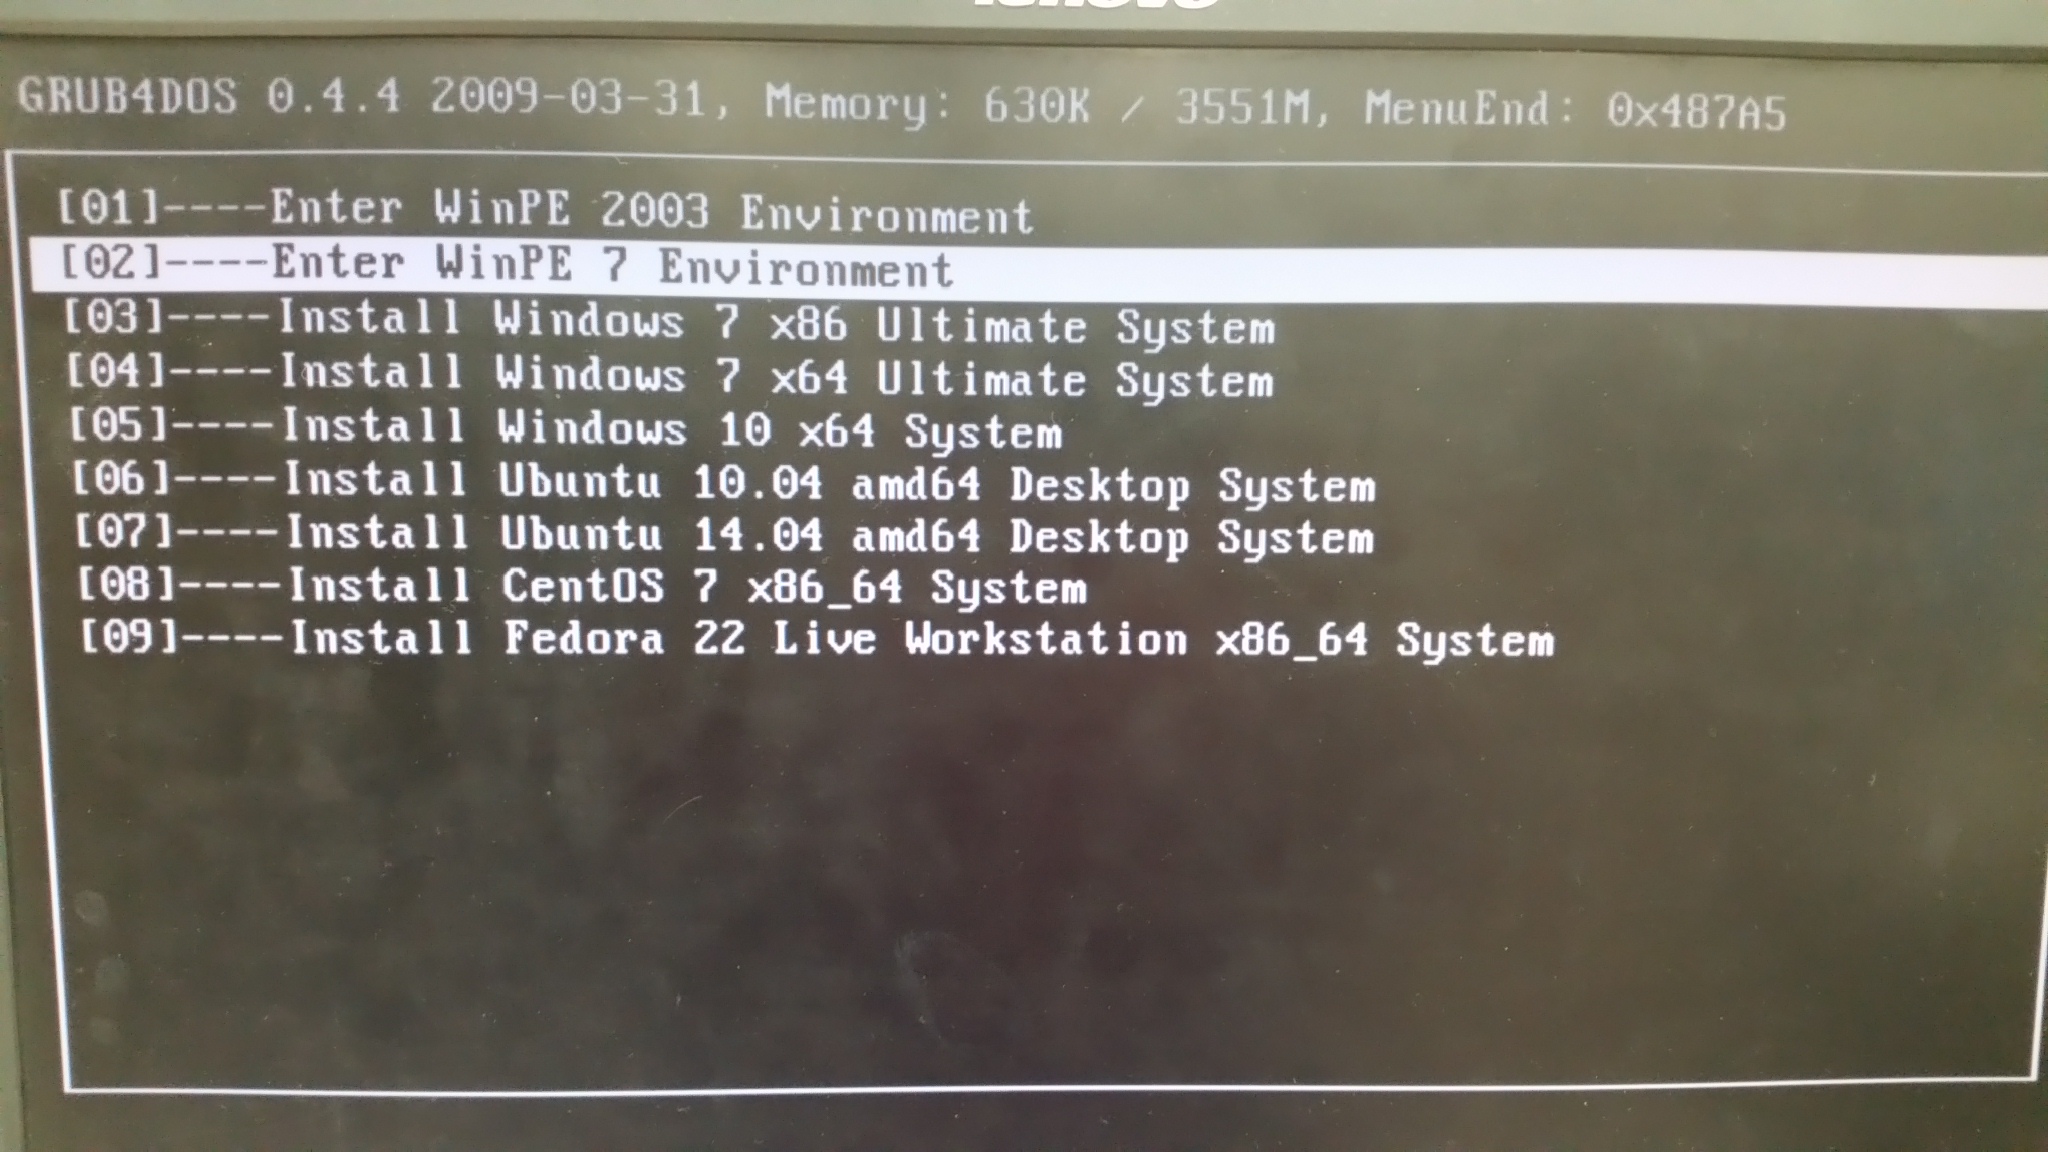 lenovo
GRUB4DOS 0.4.4 2009-03-31, Memory: 630K / 3551M, MenuEnd: 0x487A5
[01]----Enter WinPE 2003 Environment
[02]----Enter WinPE 7 Environment
[03]----Install Windows 7 x86 Ultimate System
[04]----Install Windows 7 x64 Ultimate System
[05]----Install Windows 10 x64 System
[06]----Install Ubuntu 10.04 amd64 Desktop System
[07]----Install Ubuntu 14.04 amd64 Desktop System
[08]----Install CentOS 7 x86_64 System
[09]----Install Fedora 22 Live Workstation x86_64 System